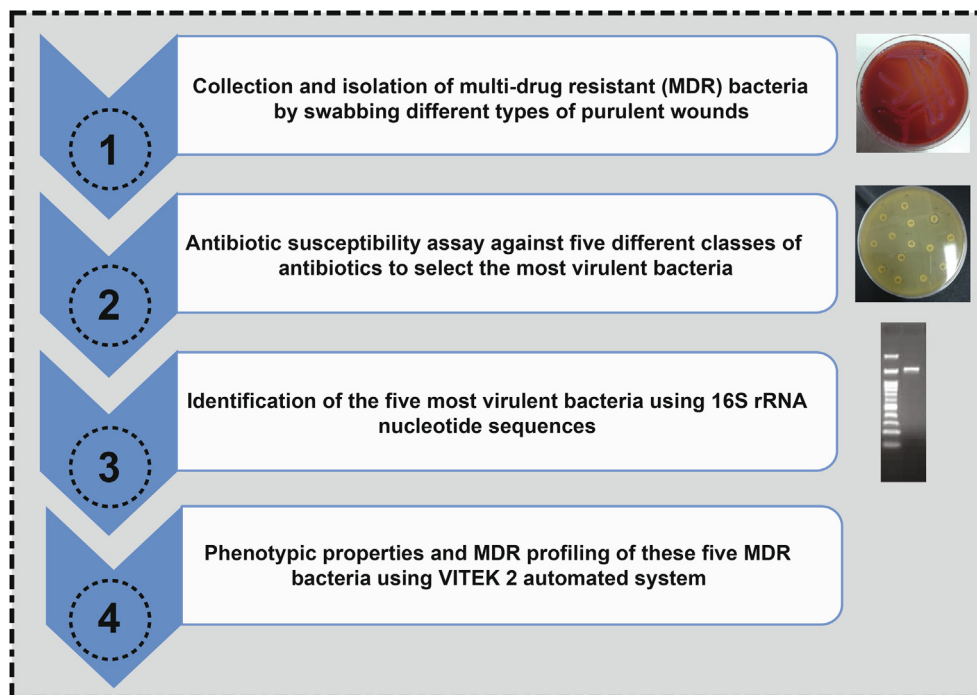 1
Collection and isolation of multi-drug resistant (MDR) bacteria
by swabbing different types of purulent wounds
2
Antibiotic susceptibility assay against five different classes of
antibiotics to select the most virulent bacteria
3
Identification of the five most virulent bacteria using 16S rRNA
nucleotide sequences
4
Phenotypic properties and MDR profiling of these five MDR
bacteria using VITEK 2 automated system